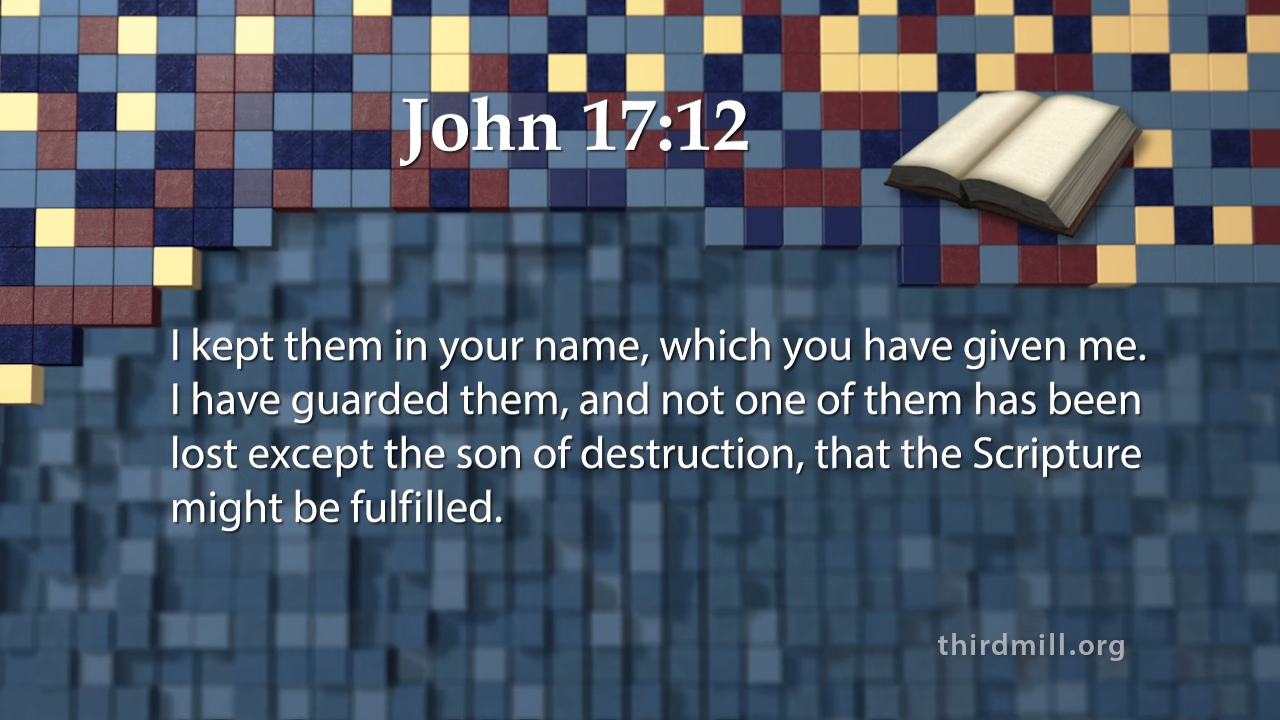 John 17:12
I kept them in your name, which you have given me.
I have guarded them, and not one of them has been
lost except the son of destruction, that the Scripture
might be fulfilled.
thirdmill.org